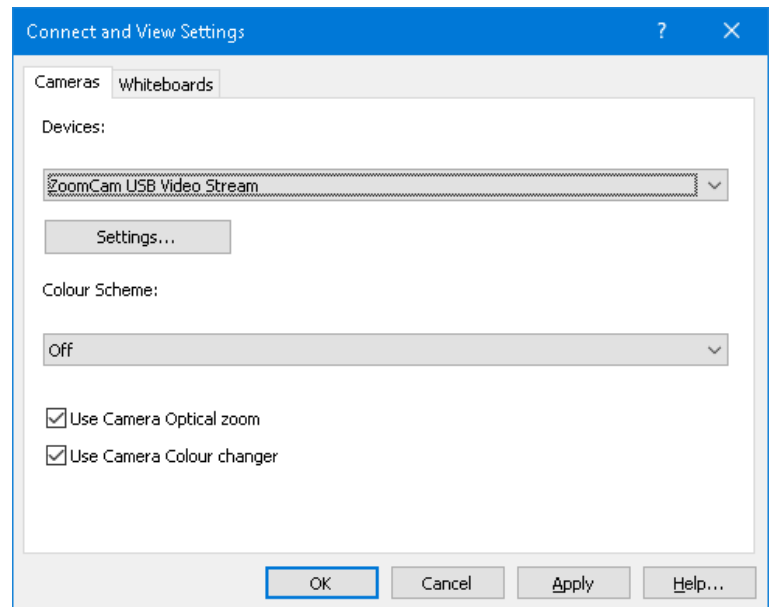 Connect and View Settings ?
Cameras Whiteboards
Devices:
ZoomCam USB Video Stream
Settings...
Colour Scheme:
Off
Use Camera Optical zoom
Use Camera Colour changer
OK Cancel Apply Help...